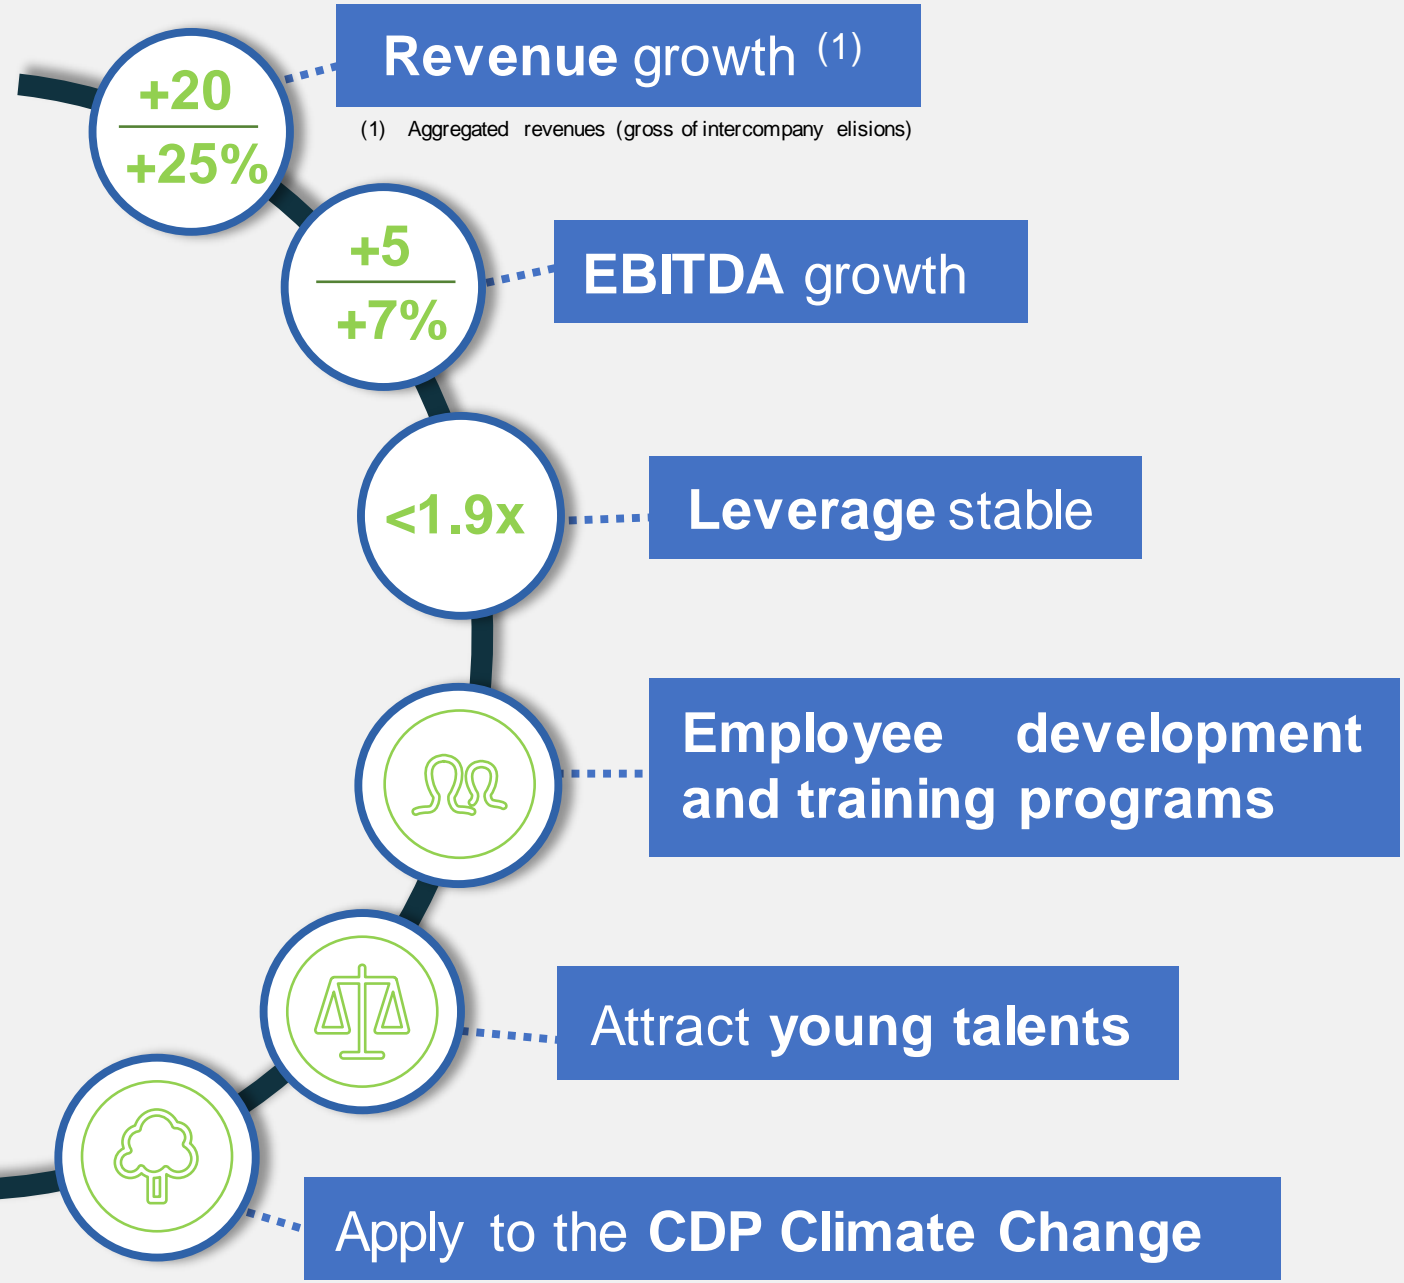 +20
+25%
Revenue growth (1)
(1) Aggregated revenues (gross of intercompany elisions)
+5
+7%
EBITDA growth
<1.9x
Leverage stable
Employee development
and training programs
Attract young talents
Apply to the CDP Climate Change